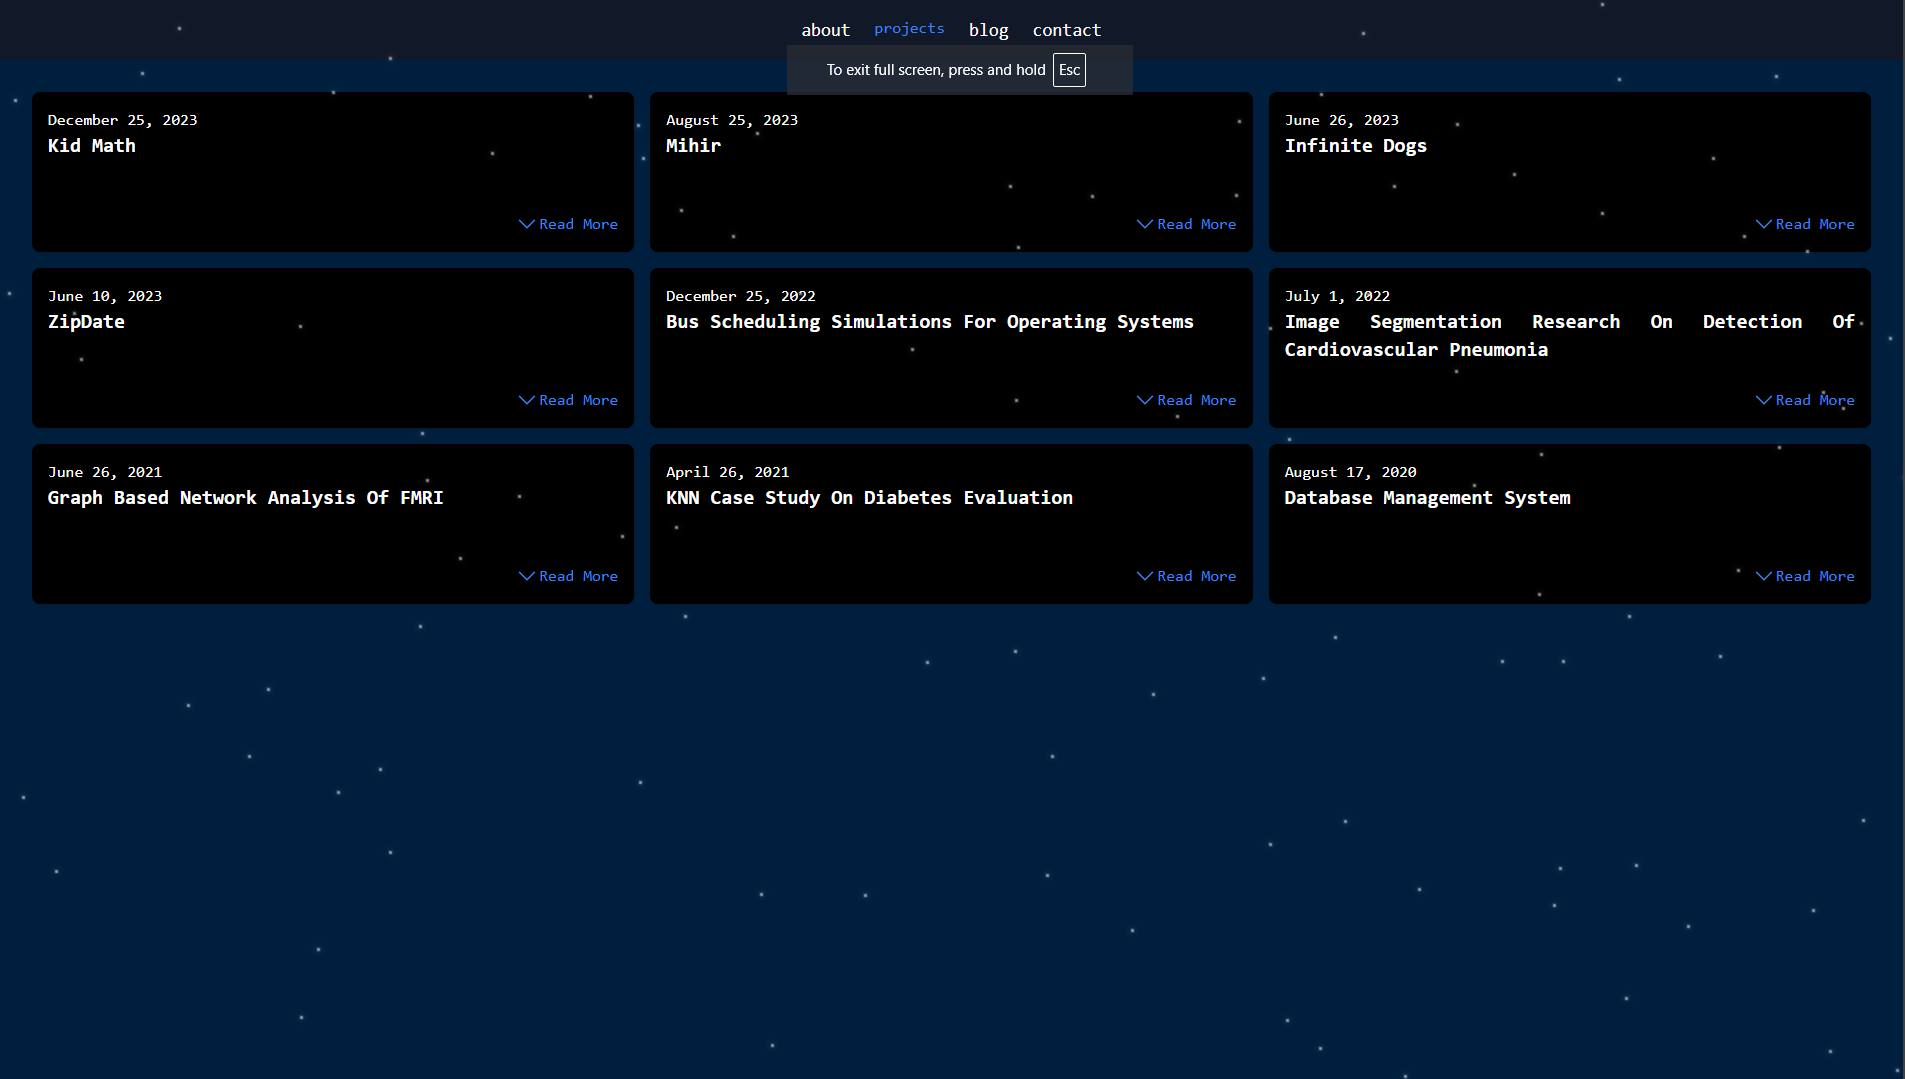 about projects blog contact
To exit full screen, press and hold Esc
December 25, 2023
Kid Math
Read More
August 25, 2023
Mihir
Read More
June 26, 2023
Infinite Dogs
Read More
June 10, 2023
ZipDate
Read More
December 25, 2022
Bus Scheduling Simulations For Operating Systems
Read More
July 1, 2022
Image Segmentation Research On Detection Of
Cardiovascular Pneumonia
Read More
June 26, 2021
Graph Based Network Analysis Of FMRI
Read More
April 26, 2021
KNN Case Study On Diabetes Evaluation
Read More
August 17, 2020
Database Management System
Read More